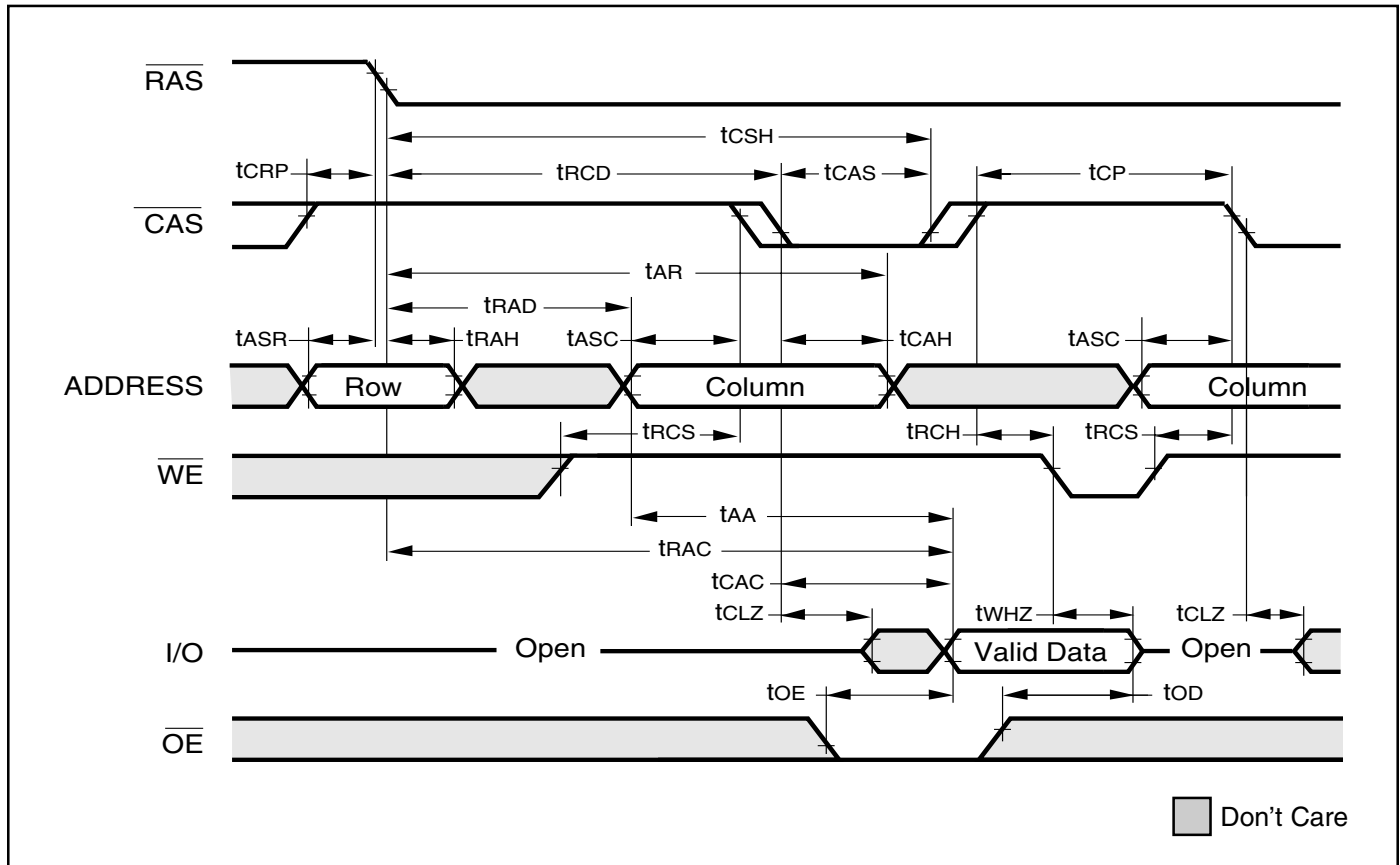 RAS
tCSH
tCRP
tRCD
tCAS
tCP
CAS
tAR
tRAD
tASR
tRAH
tASC
tCAH
tASC
ADDRESS
Row
Column
Column
tRCS
tRCH
tRCS
WE
tAA
tRAC
tCAC
tCLZ
tWHZ
tCLZ
I/O
Open
Valid Data
Open
tOE
tOD
OE
Don't Care